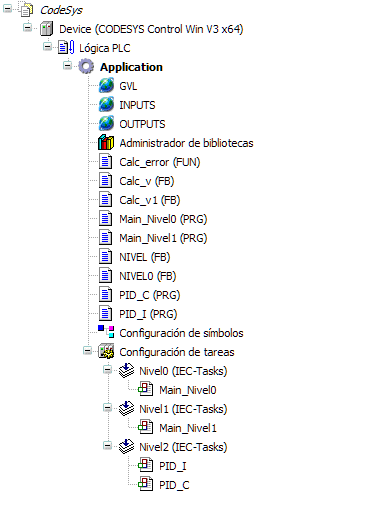 CodeSys
Device (CODESYS Control Win V3 x64)
Lógica PLC
Application
GVL
INPUTS
OUTPUTS
Administrador de bibliotecas
Calc_error (FUN)
Calc_v (FB)
Calc_v1 (FB)
Main_Nivel0 (PRG)
Main_Nivel1 (PRG)
NIVEL (FB)
NIVEL0 (FB)
PID_C (PRG)
PID_I (PRG)
Configuración de símbolos
Configuración de tareas
Nivel0 (IEC-Tasks)
Main_Nivel0
Nivel1 (IEC-Tasks)
Main_Nivel1
Nivel2 (IEC-Tasks)
PID_I
PID_C